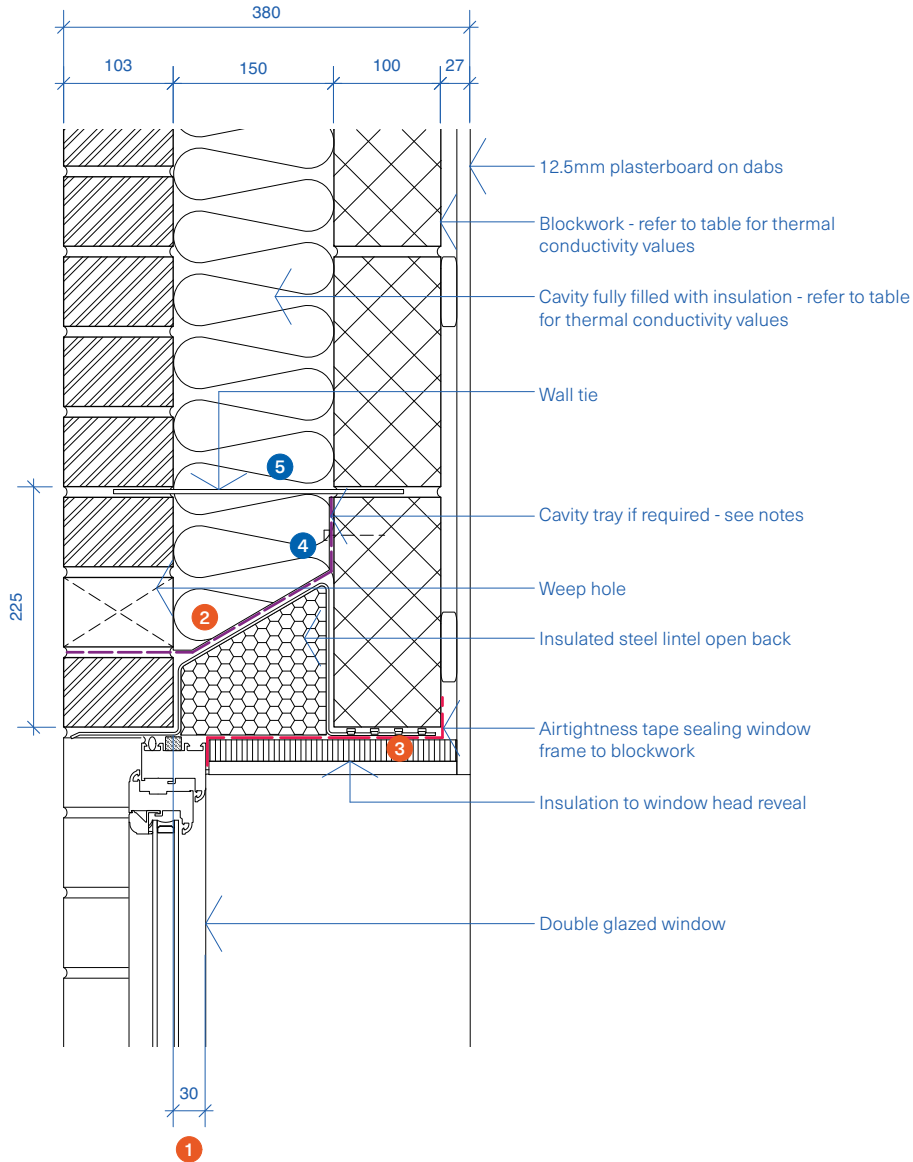 380
103
150
100
27
12.5mm plasterboard on dabs
Blockwork - refer to table for thermal
conductivity values
Cavity fully filled with insulation - refer to table
for thermal conductivity values
Wall tie
5
Cavity tray if required - see notes
4
Weep hole
225
2
Insulated steel lintel open back
Airtightness tape sealing window
frame to blockwork
3
Insulation to window head reveal
Double glazed window
30
1